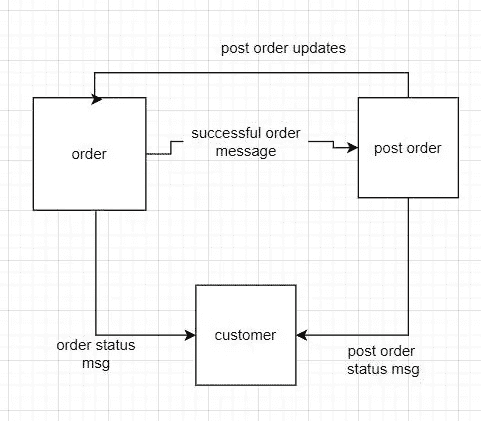 post order updates
order
successful order
message
post order
customer
order status
msg
post order
status msg